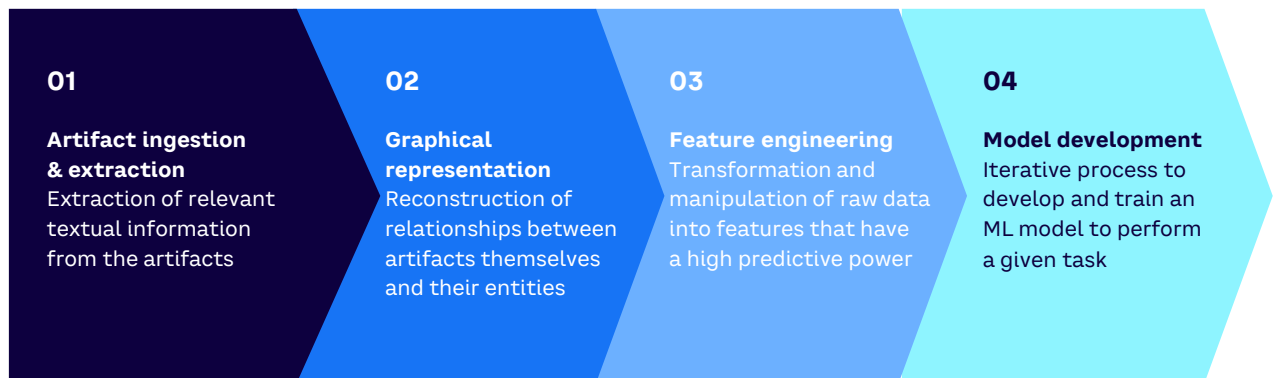 01
Artifact ingestion
& extraction
Extraction of relevant
textual information
from the artifacts
02
Graphical
representation
Reconstruction of
relationships between
artifacts themselves
and their entities
03
Feature engineering
Transformation and
manipulation of raw data
into features that have
a high predictive power
04
Model development
Iterative process to
develop and train an
ML model to perform
a given task